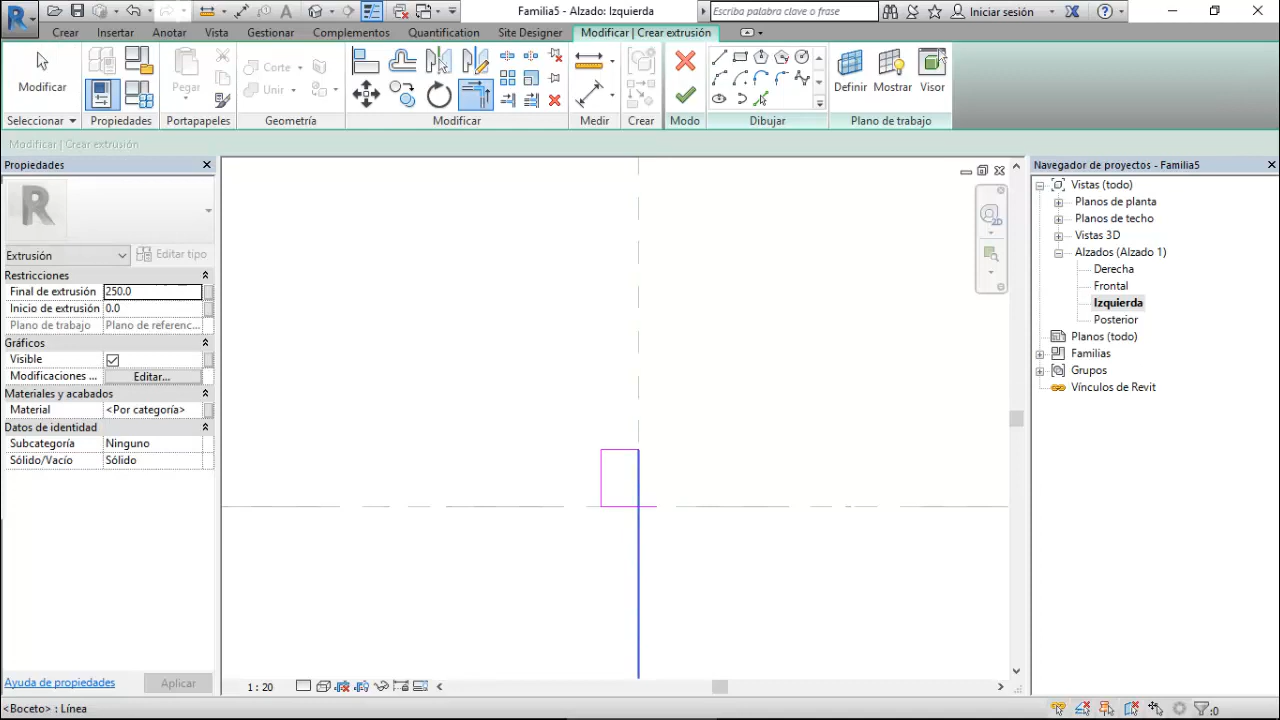 Familia5 - Alzado: Izquierda
Escriba palabra clave o frase
Iniciar sesión
Crear Insertar Anotar Vista Gestionar Complementos Quantification Site Designer Modificar | Crear extrusión
Modificar
Pegar
Corte
Unir
Definir Mostrar Visor
Seleccionar Propiedades Portapapeles Geometría Modificar Medir Crear Modo Dibujar Plano de trabajo
Modificar | Crear extrusión
Propiedades
Extrusión
Editar tipo
Restricciones
Final de extrusión 250.0
Inicio de extrusión 0.0
Plano de trabajo Plano de referenc...
Gráficos
Visible
Modificaciones ... Editar...
Materiales y acabados
Material <Por categoría>
Datos de identidad
Subcategoría Ninguno
Sólido/Vacío Sólido
Ayuda de propiedades
Aplicar
2D
1 : 20
Navegador de proyectos - Familia5
Vistas (todo)
Planos de planta
Planos de techo
Vistas 3D
Alzados (Alzado 1)
Derecha
Frontal
Izquierda
Posterior
Planos (todo)
Familias
Grupos
Vínculos de Revit
<Boceto> : Línea
:0